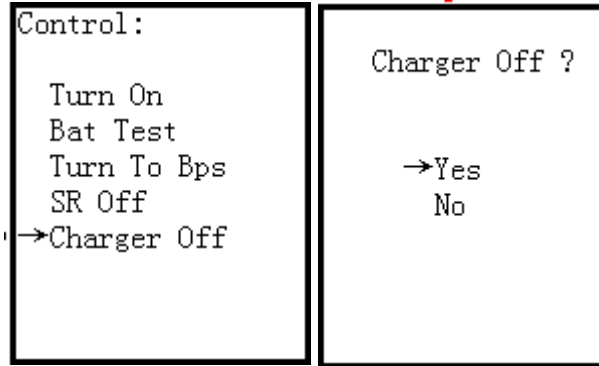 Control:
Turn On
Bat Test
Turn To Bps
SR Off
→Charger Off
Charger Off ?
→Yes
No